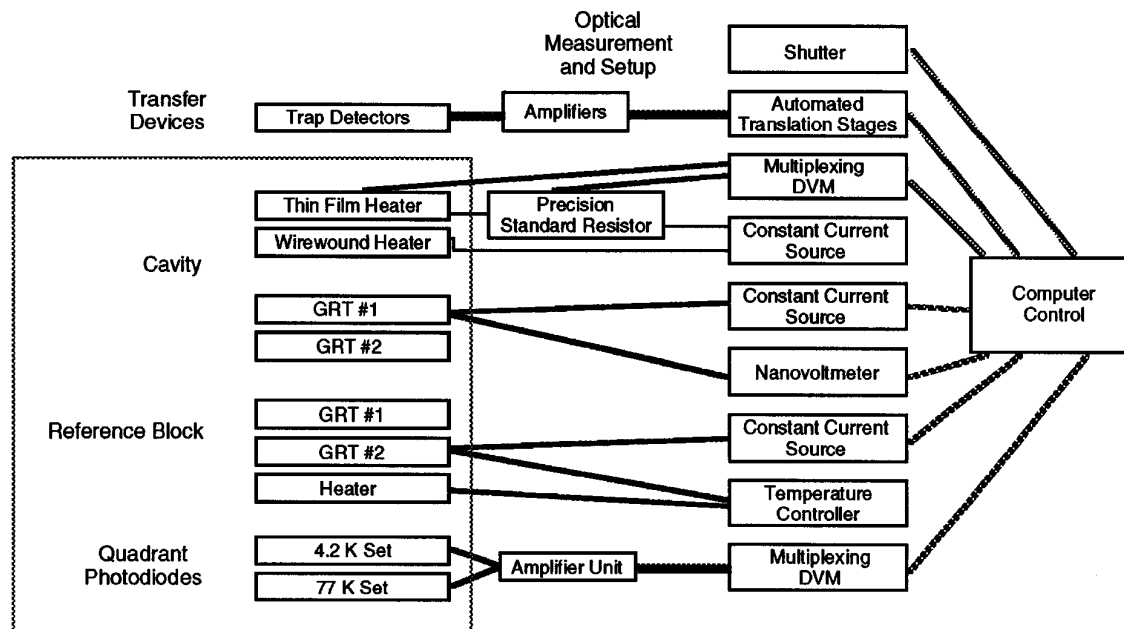 Optical
Measurement
and Setup
Shutter
Transfer
Devices
Trap Detectors
Amplifiers
Automated
Translation Stages
Multiplexing
DVM
Thin Film Heater
Precision
Standard Resistor
Wirewound Heater
Constant Current
Source
Cavity
GRT #1
Constant Current
Source
Computer
Control
GRT #2
Nanovoltmeter
GRT #1
Reference Block
GRT #2
Constant Current
Source
Heater
Temperature
Controller
Quadrant
Photodiodes
4.2 K Set
77 K Set
Amplifier Unit
Multiplexing
DVM